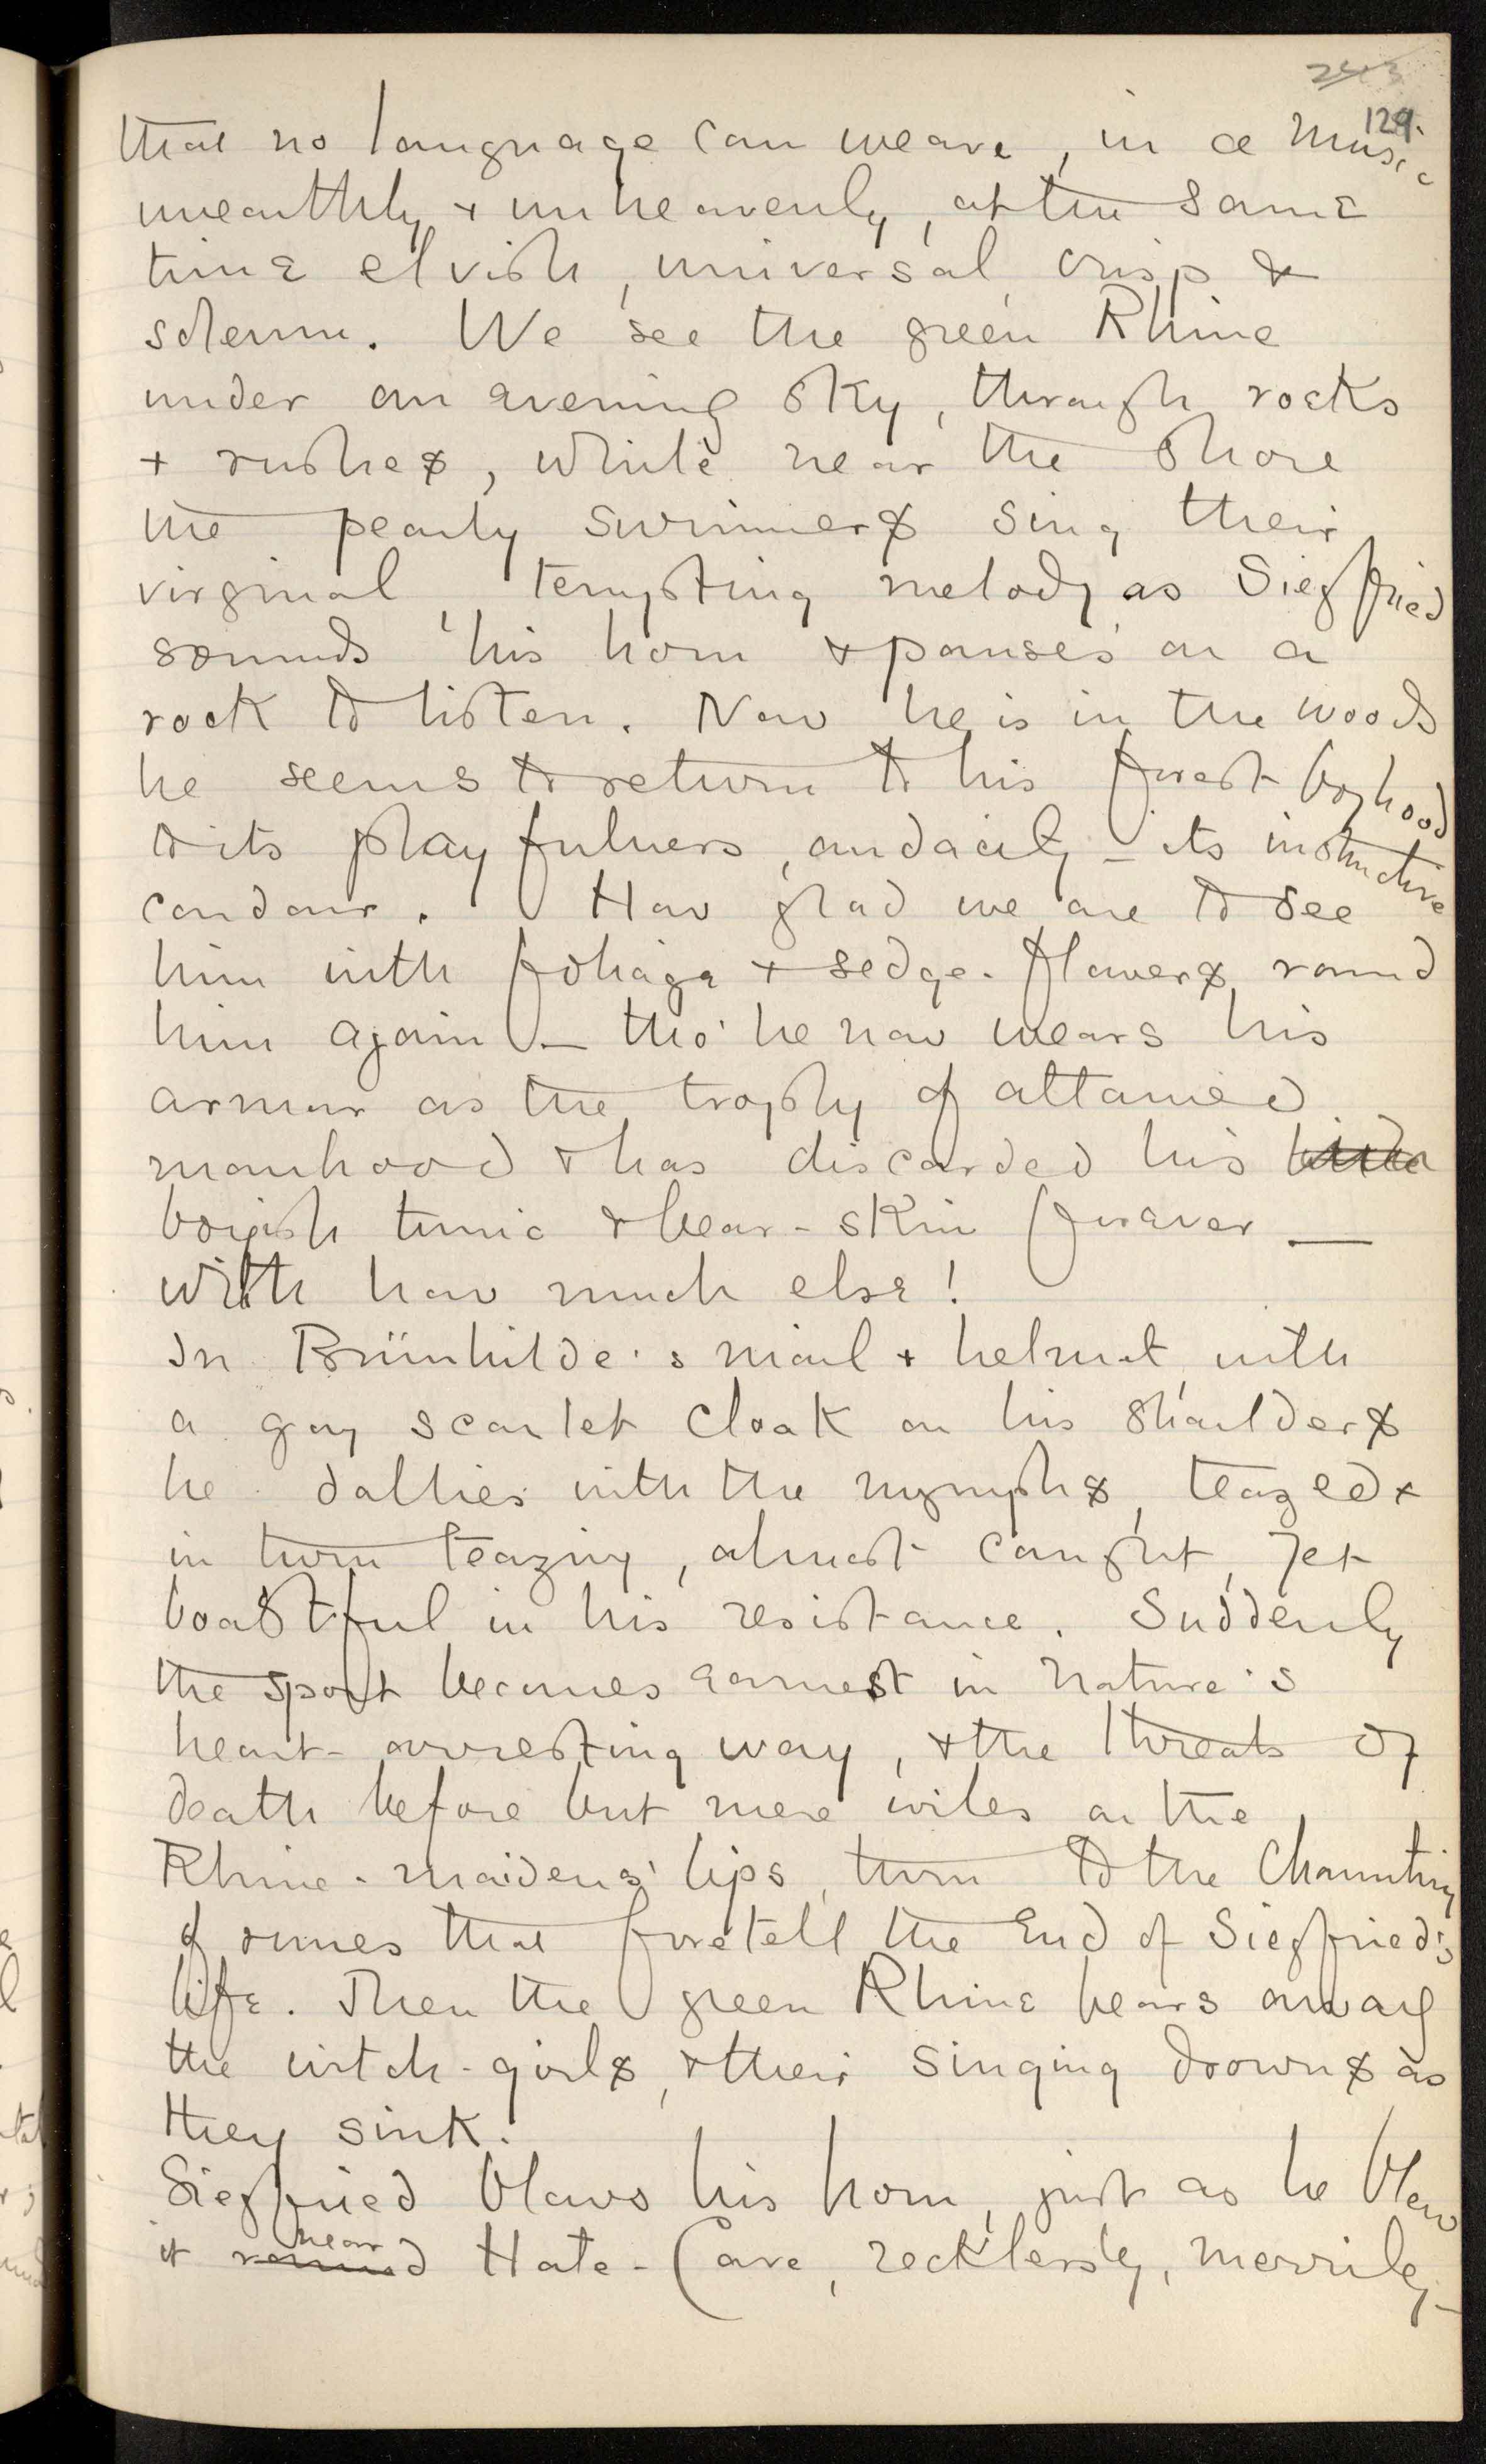 243
129.
that no language can weave, in a music
unearthly + unheavenly, at the same
time elvish, universal, crisp &
solemn. We see the green Rhine
under an evening sky, through rocks
+ rushes, while near the shore
the pearly swimmers sing their
virginal, tempting melody as Siegfried
sounds his horn + pauses on a
rock to listen. Now he is in the woods
he seems to return to his forest boyhood
to its playfulness, audacity – its instinctive
candour. How glad we are to see
him with foliage + sedge-flowers round
him again – tho' he now wears his
armour as the trophy of attained
manhood + has discarded his
boyish tunic + bear-skin forever —
with how much else!
In Brünnhilde's mail + helmet, with
a gay scarlet cloak on his shoulders
he dallies with the nymphs, teazed +
in turn teazing, almost caught, yet
boastful in his resistance. Suddenly
the sport becomes earnest in nature's
heart-arresting way, + the threats of
death before but mere wiles on the
Rhine-maidens' lips, turn to the chaunting
of runes that foretell the End of Siegfried's
life. Then the green Rhine bears away
the witch-girls, + their singing drowns as
they sink.
Siegfried blows his horn, just as he blew
it near Hate-Cave, recklessly, merrily –